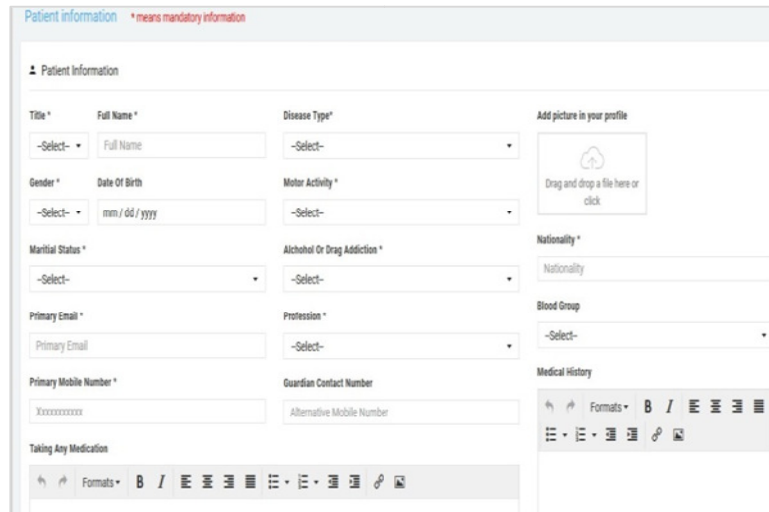 Patient information * means mandatory information
Patient Information
Title * Full Name * Disease Type* Add picture in your profile
--Select-- Full Name --Select--
Drag and drop a file here or
click
Gender * Date Of Birth Motor Activity *
--Select-- mm / dd / yyyy --Select--
Nationality *
Maritial Status * Alchohol Or Drag Addiction *
Nationality
--Select-- --Select--
Blood Group
Primary Email * Profession *
--Select--
Primary Email --Select--
Medical History
Primary Mobile Number * Guardian Contact Number
Formats B I
Xxxxxxxxxxx Alternative Mobile Number
Taking Any Medication
Formats B I